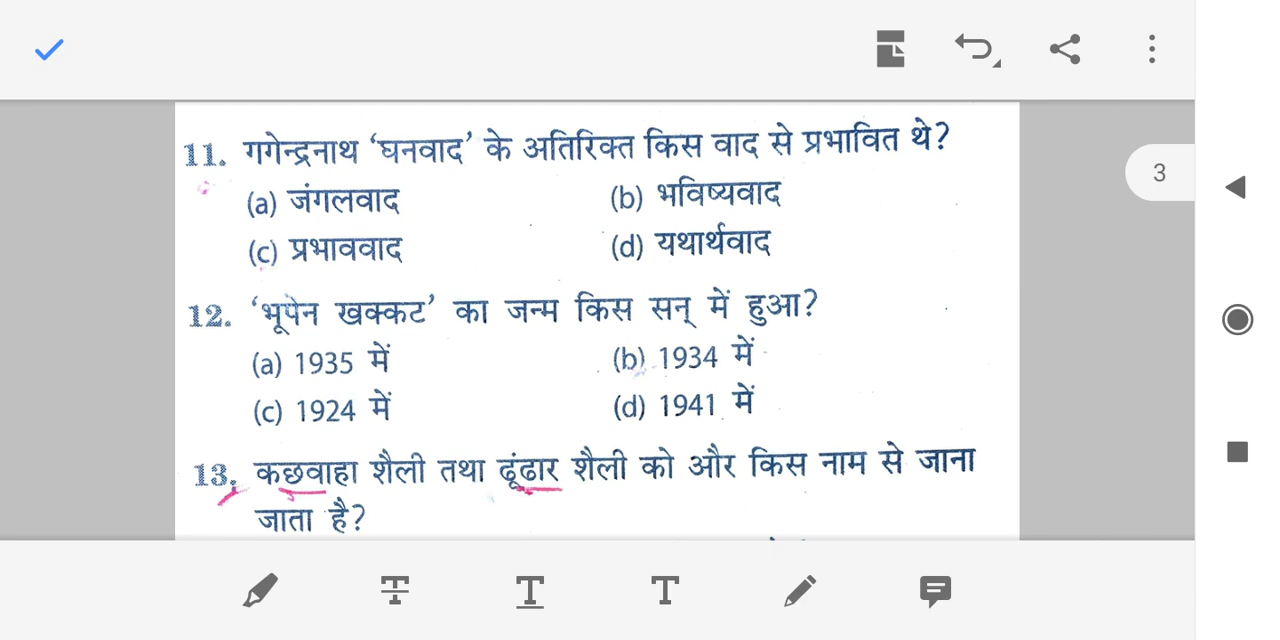 3
11. गगेन्द्रनाथ ‘घनवाद’ के अतिरिक्त किस वाद से प्रभावित थे?
(a) जंगलवाद (b) भविष्यवाद
(c) प्रभाववाद (d) यथार्थवाद
12. ‘भूपेन खक्कट’ का जन्म किस सन् में हुआ?
(a) 1935 में (b) 1934 में
(c) 1924 में (d) 1941 में
13. कछवाहा शैली तथा ढूंढार शैली को और किस नाम से जाना
जाता है?